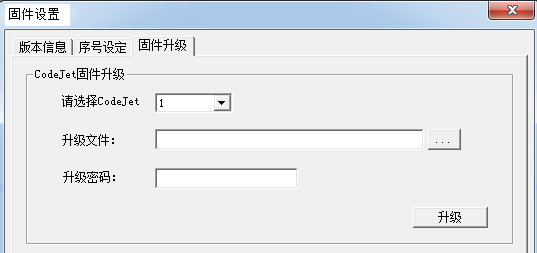 固件设置
版本信息 序号设定 固件升级
CodeJet固件升级
请选择CodeJet 1
升级文件: ...
升级密码:
升级